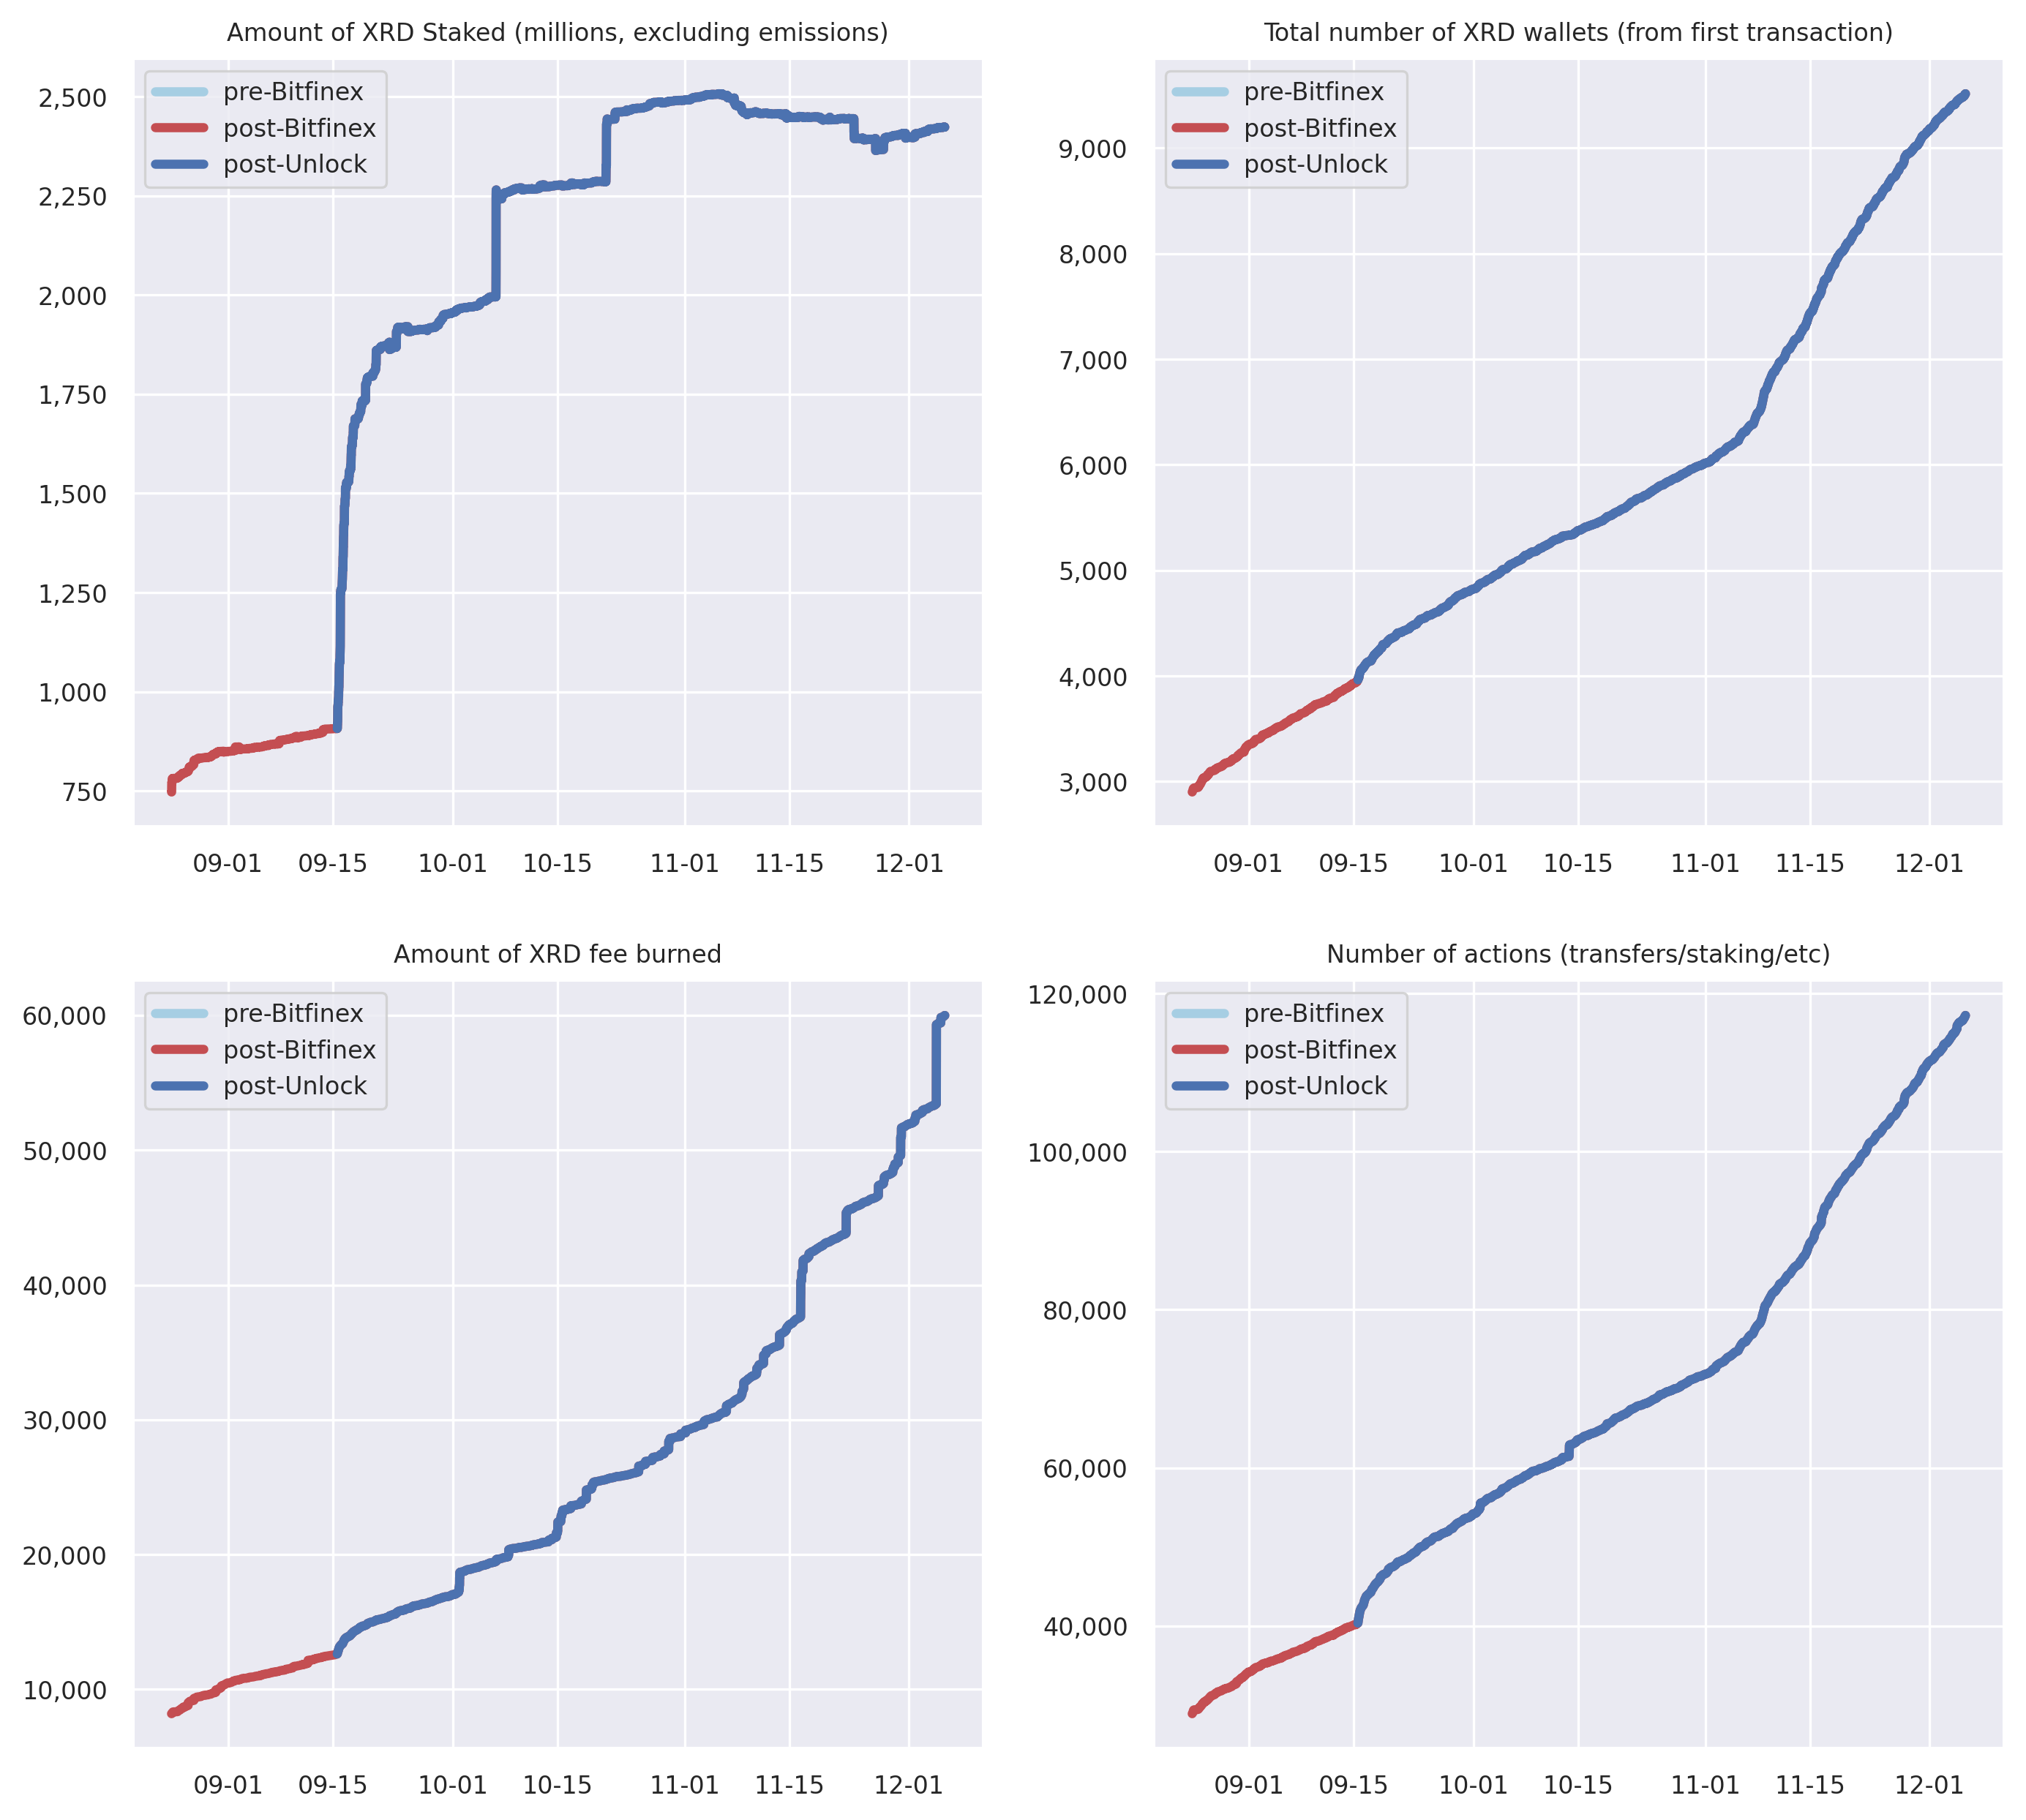 Amount of XRD Staked (millions, excluding emissions)
pre-Bitfinex
post-Bitfinex
post-Unlock
2,500
2,250
2,000
1,750
1,500
1,250
1,000
750
09-01 09-15 10-01 10-15 11-01 11-15 12-01
Total number of XRD wallets (from first transaction)
pre-Bitfinex
post-Bitfinex
post-Unlock
9,000
8,000
7,000
6,000
5,000
4,000
3,000
09-01 09-15 10-01 10-15 11-01 11-15 12-01
Amount of XRD fee burned
pre-Bitfinex
post-Bitfinex
post-Unlock
60,000
50,000
40,000
30,000
20,000
10,000
09-01 09-15 10-01 10-15 11-01 11-15 12-01
Number of actions (transfers/staking/etc)
pre-Bitfinex
post-Bitfinex
post-Unlock
120,000
100,000
80,000
60,000
40,000
09-01 09-15 10-01 10-15 11-01 11-15 12-01